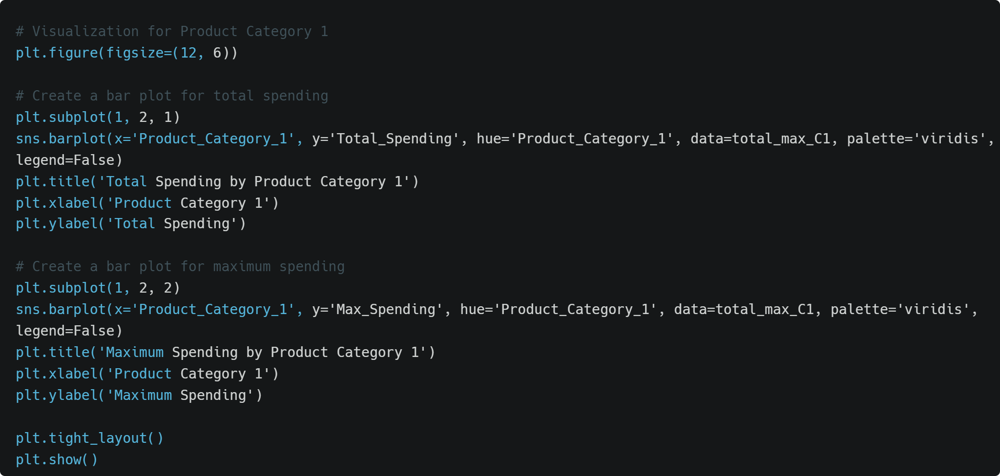 # Visualization for Product Category 1
plt.figure(figsize=(12, 6))
# Create a bar plot for total spending
plt.subplot(1, 2, 1)
sns.barplot(x='Product_Category_1', y='Total_Spending', hue='Product_Category_1', data=total_max_C1, palette='viridis',
legend=False)
plt.title('Total Spending by Product Category 1')
plt.xlabel('Product Category 1')
plt.ylabel('Total Spending')
# Create a bar plot for maximum spending
plt.subplot(1, 2, 2)
sns.barplot(x='Product_Category_1', y='Max_Spending', hue='Product_Category_1', data=total_max_C1, palette='viridis',
legend=False)
plt.title('Maximum Spending by Product Category 1')
plt.xlabel('Product Category 1')
plt.ylabel('Maximum Spending')
plt.tight_layout()
plt.show()